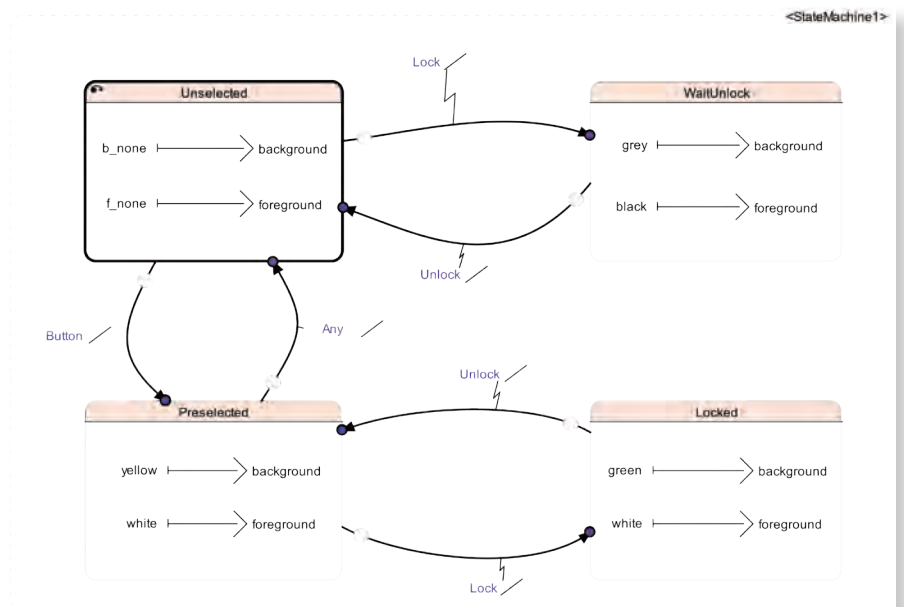 <StateMachine1>
Lock
Unselected
b_none background
f_none foreground
WaitUnlock
grey background
black foreground
Unlock
Button
Any
Unlock
Preselected
yellow background
white foreground
Locked
green background
white foreground
Lock